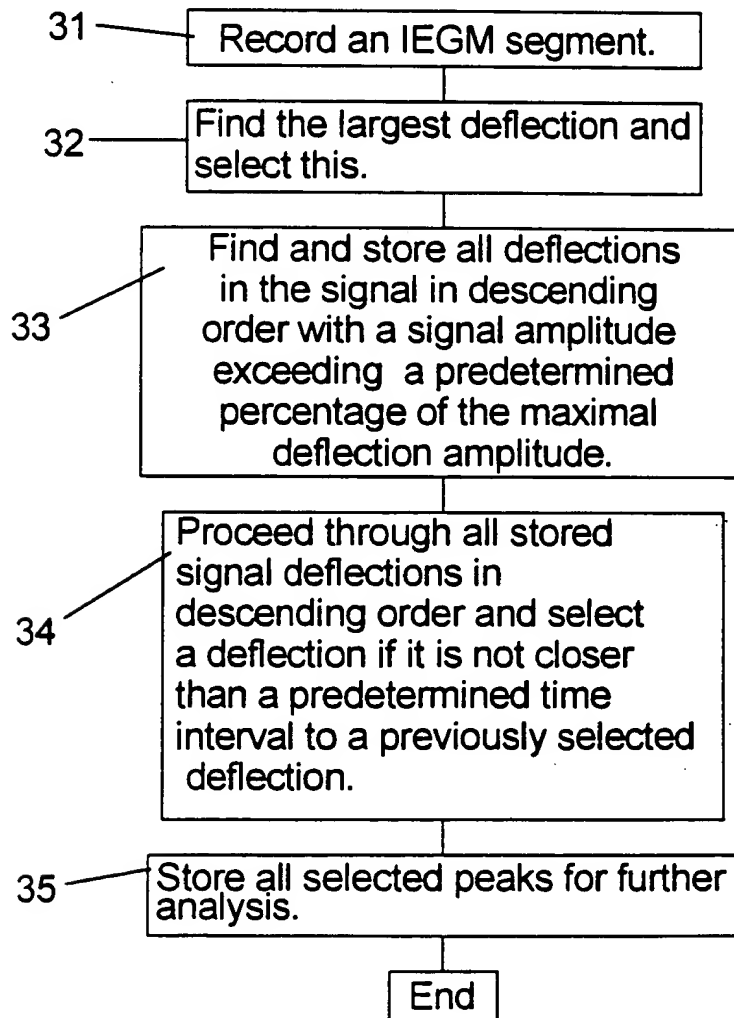 31
Record an IEGM segment.
32
Find the largest deflection and
select this.
33
Find and store all deflections
in the signal in descending
order with a signal amplitude
exceeding a predetermined
percentage of the maximal
deflection amplitude.
34
Proceed through all stored
signal deflections in
descending order and select
a deflection if it is not closer
than a predetermined time
interval to a previously selected
deflection.
35
Store all selected peaks for further
analysis.
End